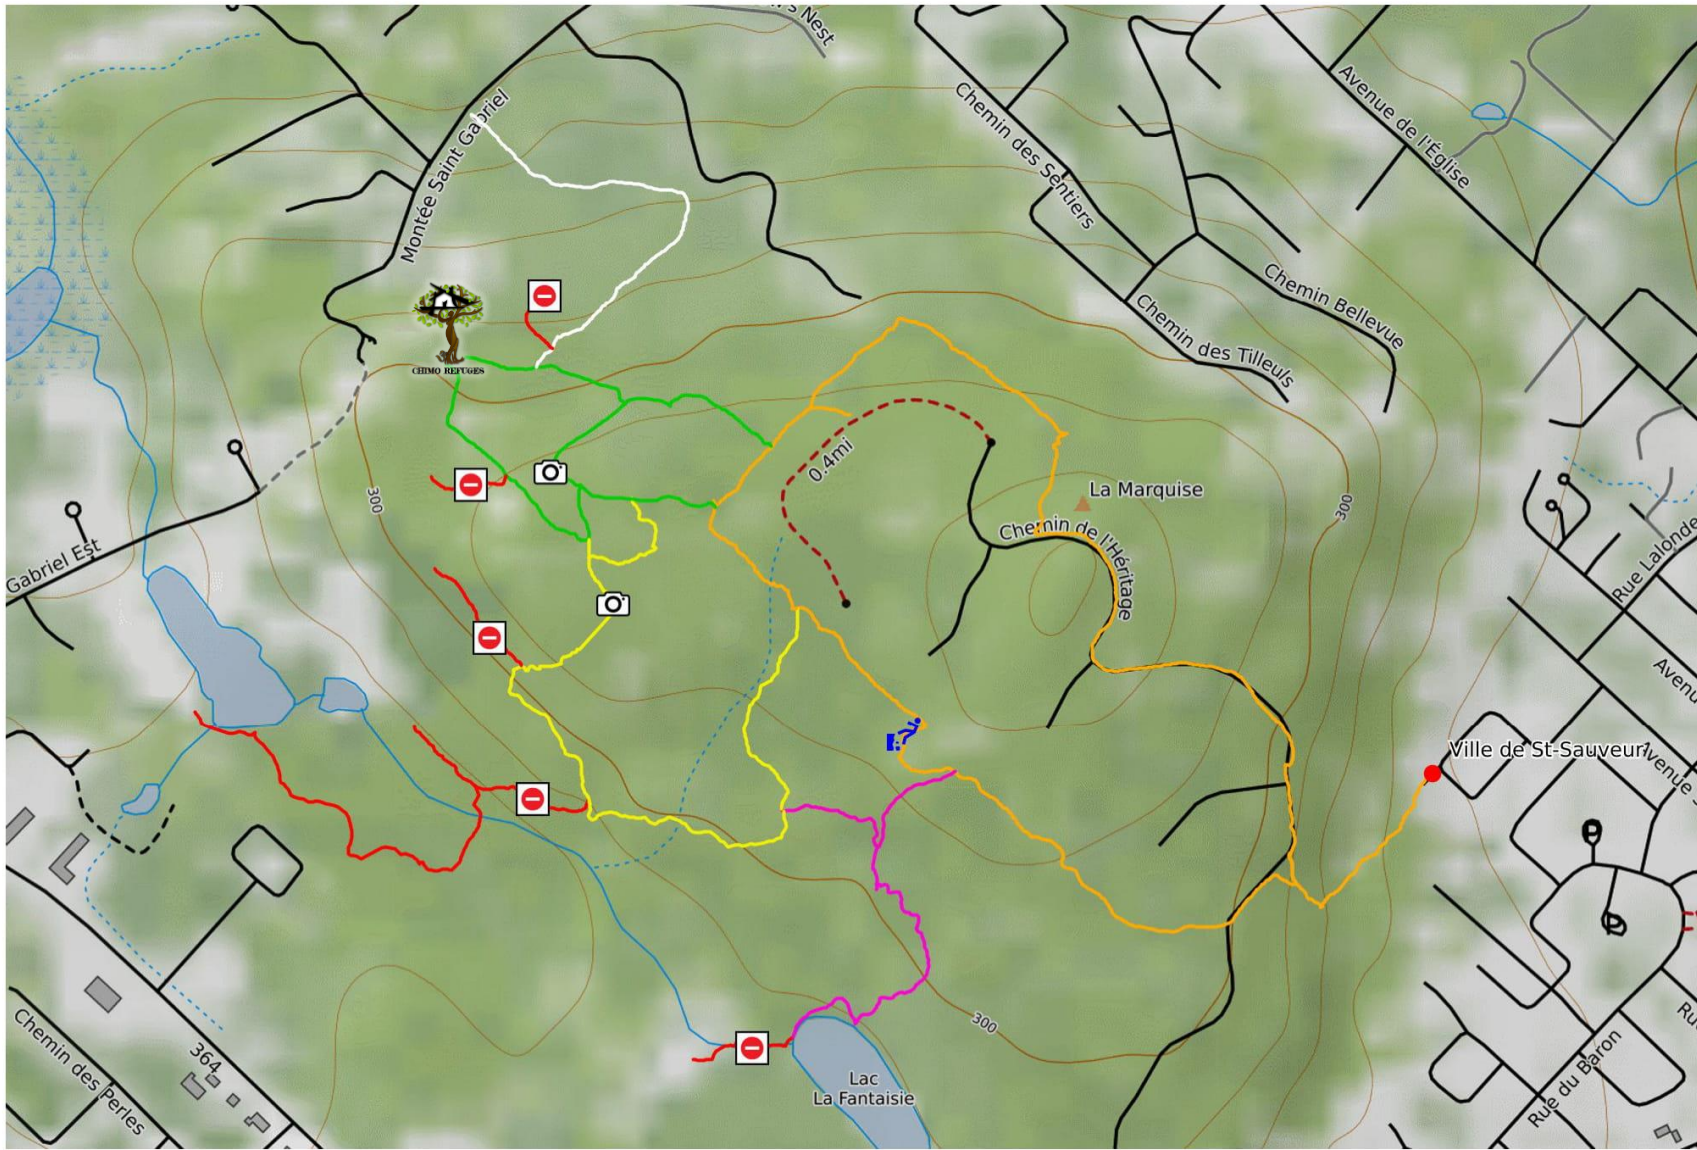 Nest
Montée Saint Gabriel
Chemin des Sentiers
Avenue de l'Église
Chemin Bellevue
Chemin des Tilleuls
CHIMO REFUGES
0.4mi
La Marquise
300
300
Chemin de l'Héritage
Gabriel Est
Rue Lalonde
Ville de St-Sauveur
Avenue
300
364
Chemin des Perles
Lac
La Fantaisie
Rue du Baron